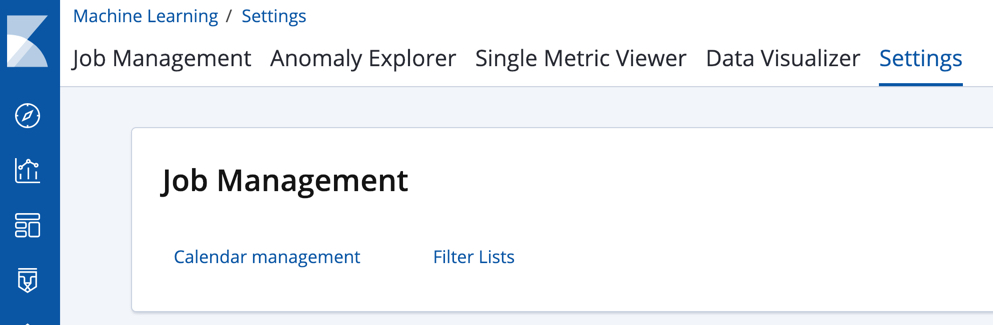 Machine Learning / Settings
Job Management Anomaly Explorer Single Metric Viewer Data Visualizer Settings
Job Management
Calendar management Filter Lists